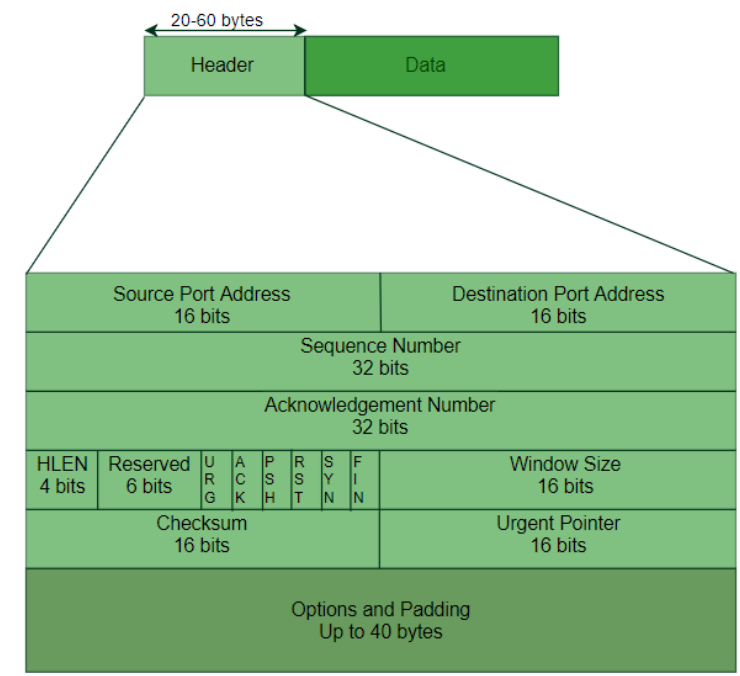 20-60 bytes
Header
Data
Source Port Address
16 bits
Destination Port Address
16 bits
Sequence Number
32 bits
Acknowledgement Number
32 bits
HLEN
4 bits
Reserved
6 bits
URG
ACK
PSH
RST
SYN
FIN
Window Size
16 bits
Checksum
16 bits
Urgent Pointer
16 bits
Options and Padding
Up to 40 bytes